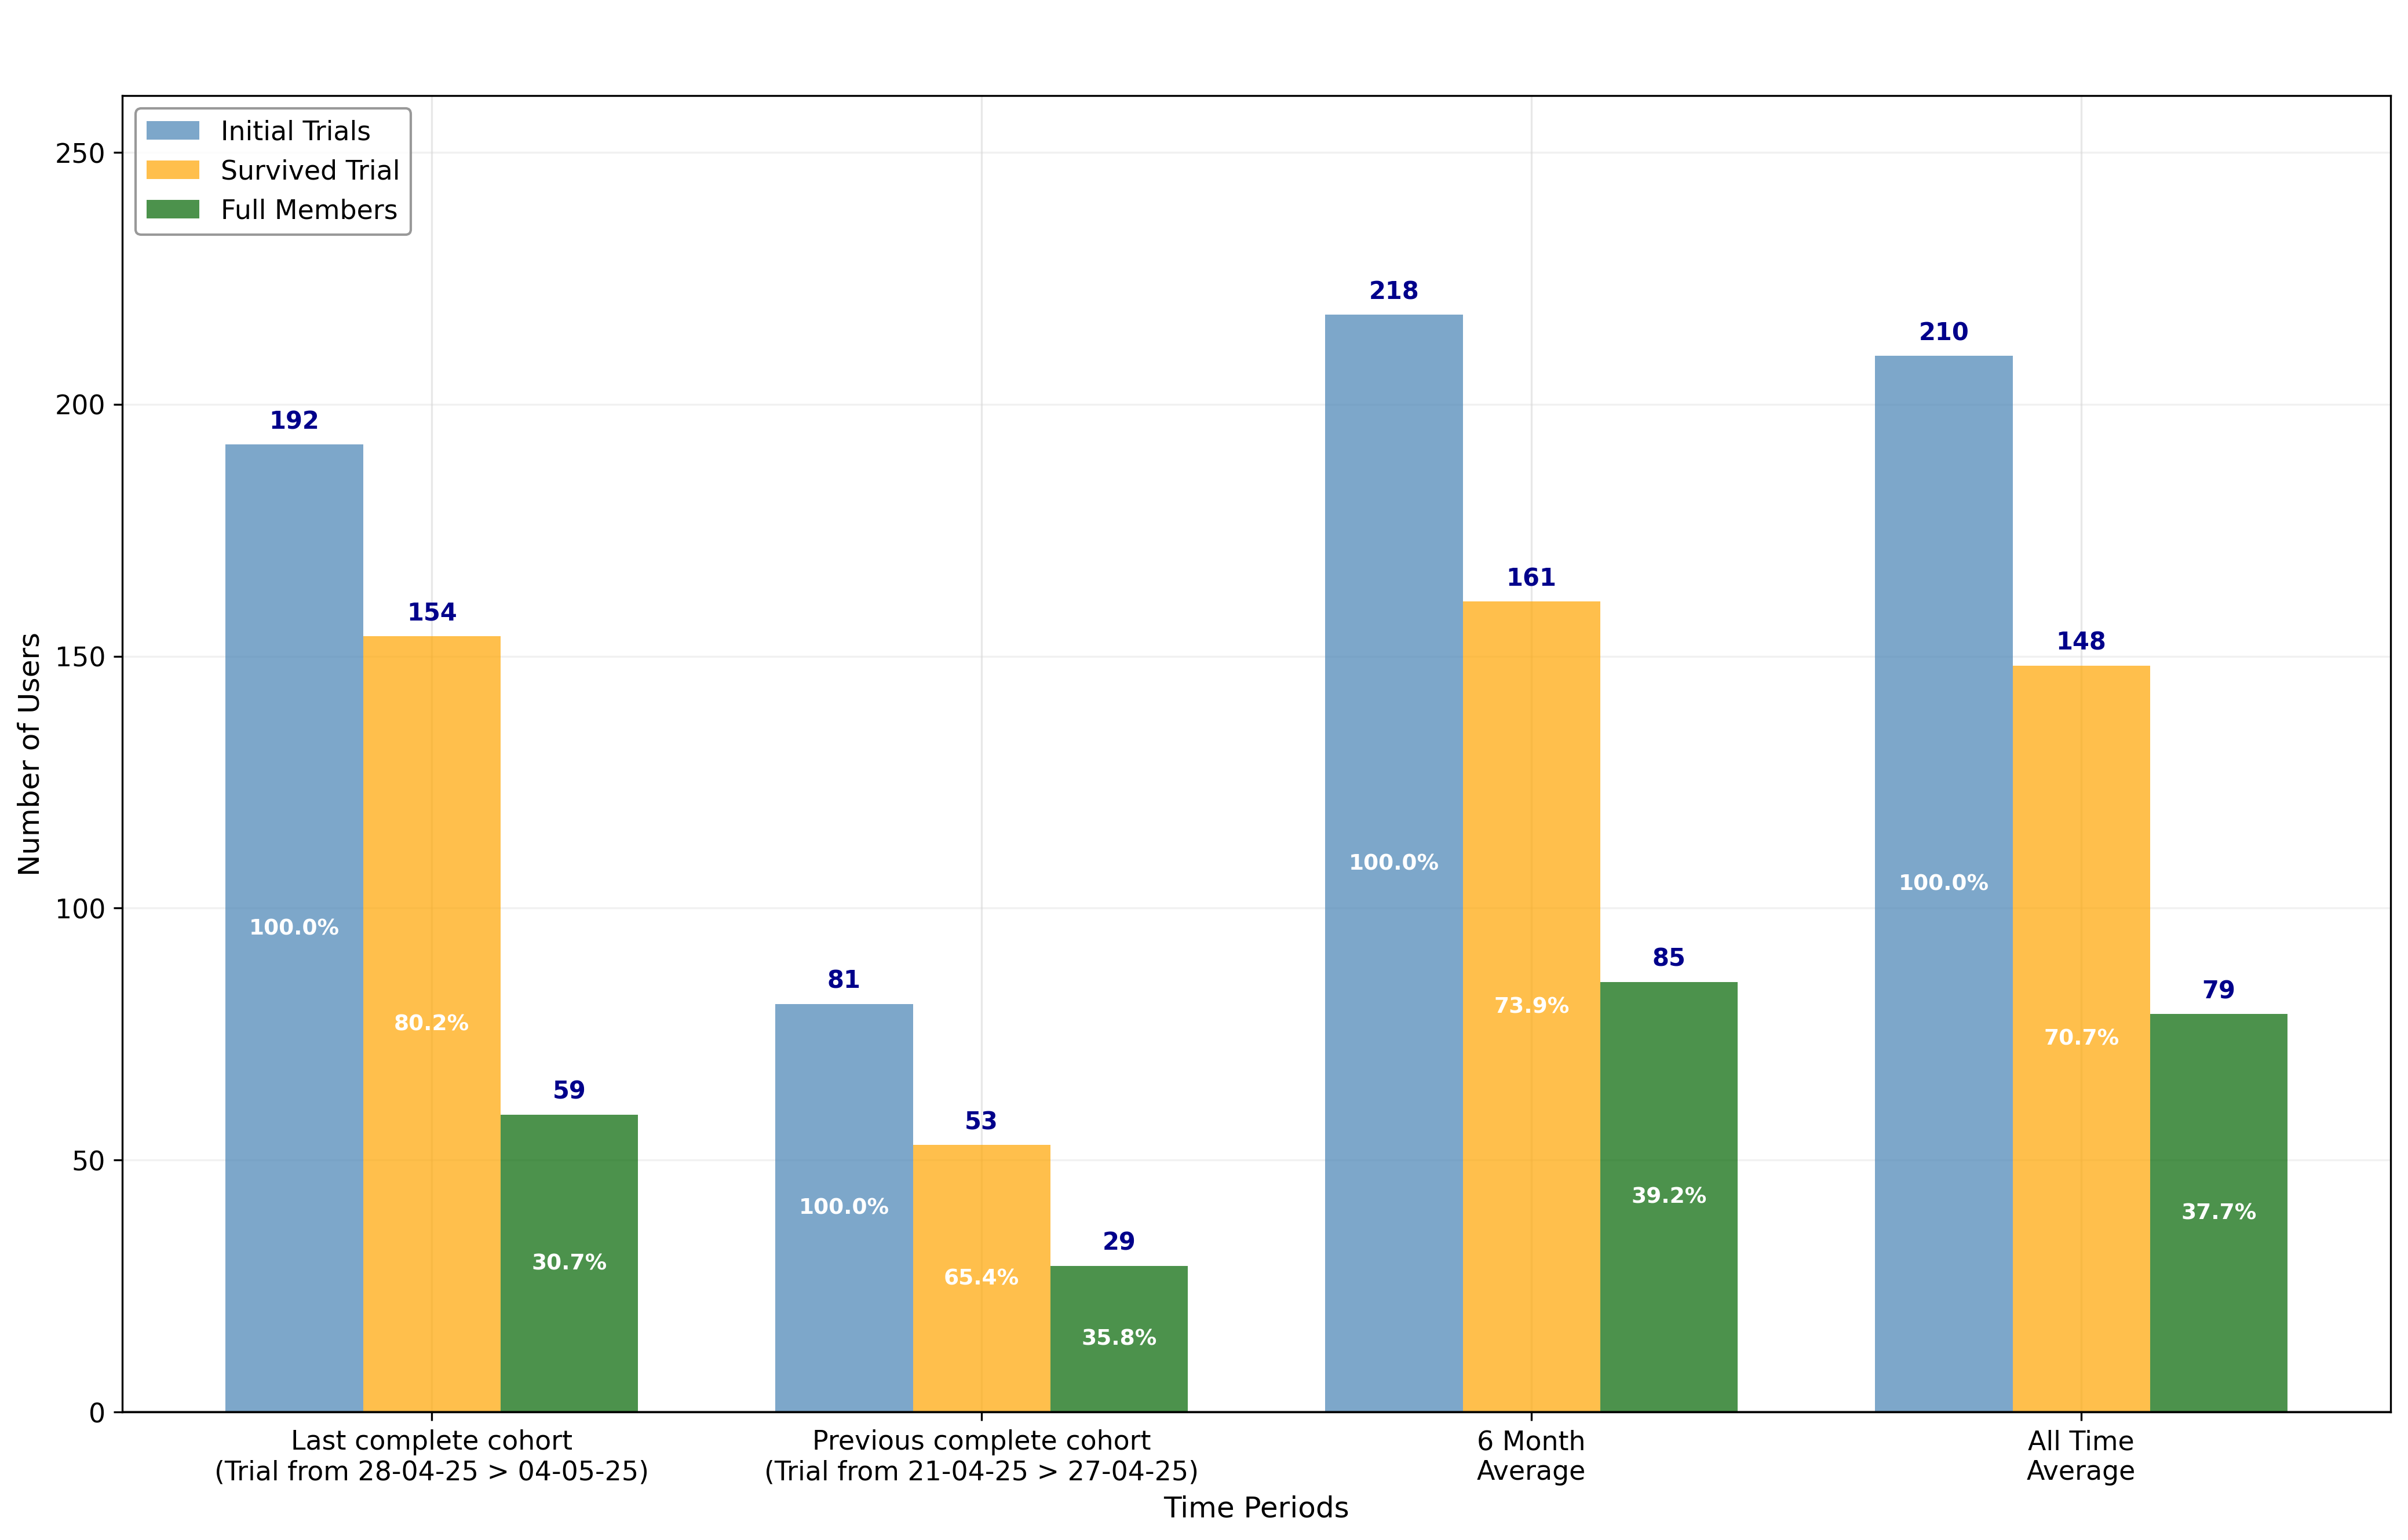 Initial Trials
Survived Trial
Full Members
Number of Users
250
200
150
100
50
0
192
100.0%
154
80.2%
59
30.7%
81
100.0%
53
65.4%
29
35.8%
218
100.0%
161
73.9%
85
39.2%
210
100.0%
148
70.7%
79
37.7%
Last complete cohort
(Trial from 28-04-25 > 04-05-25)
Previous complete cohort
(Trial from 21-04-25 > 27-04-25)
6 Month
Average
All Time
Average
Time Periods